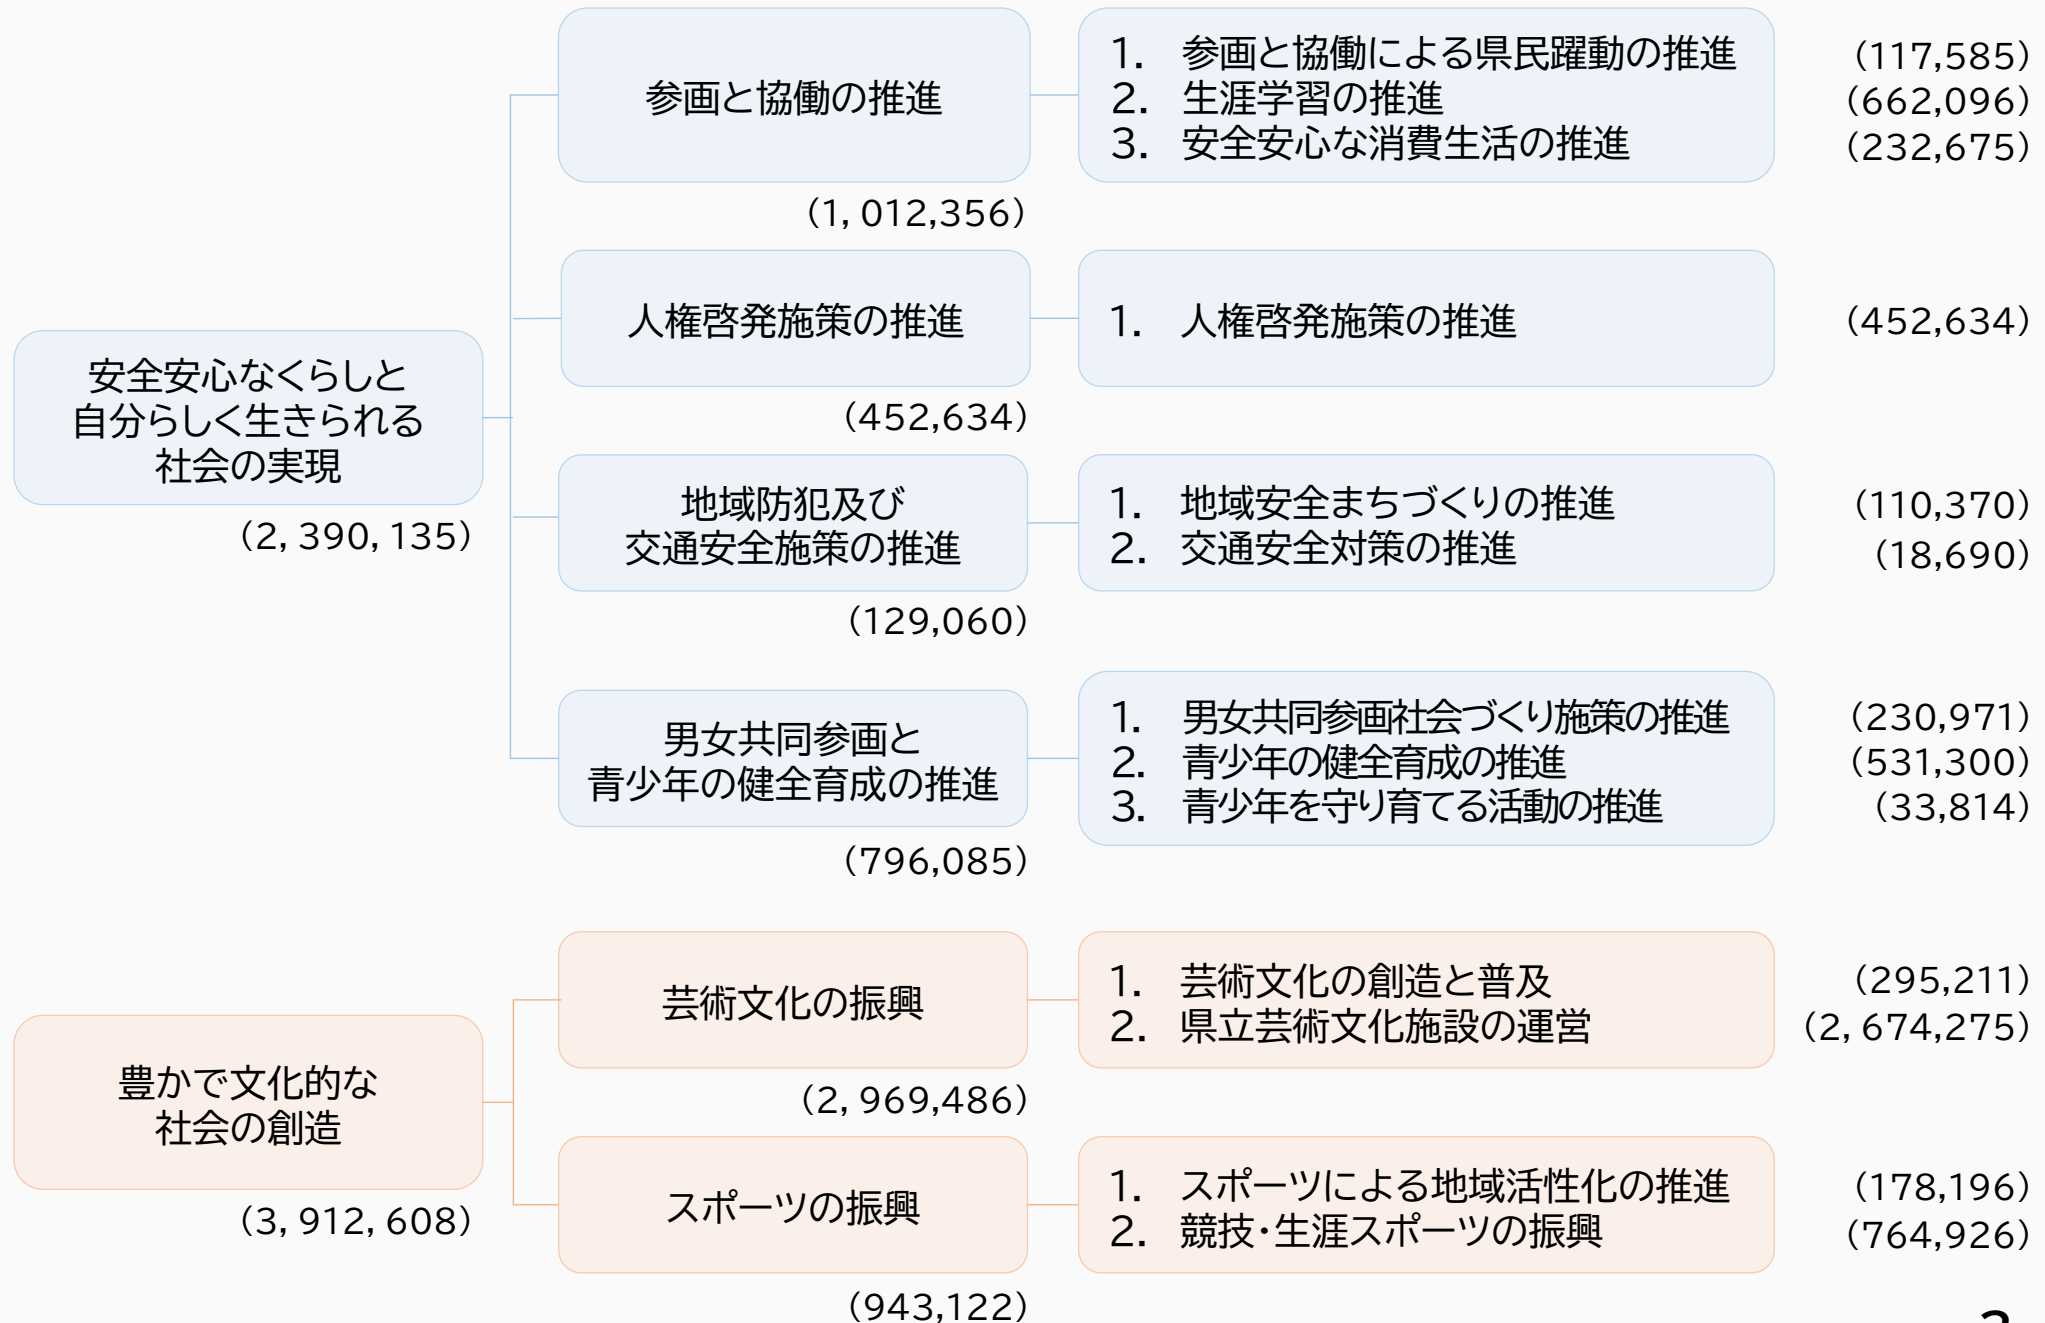 参画と協働の推進
(1,012,356)
1. 参画と協働による県民躍動の推進 (117,585)
2. 生涯学習の推進 (662,096)
3. 安全安心な消費生活の推進 (232,675)
人権啓発施策の推進
(452,634)
1. 人権啓発施策の推進 (452,634)
安全安心なくらしと
自分らしく生きられる
社会の実現
(2,390,135)
地域防犯及び
交通安全施策の推進
(129,060)
1. 地域安全まちづくりの推進 (110,370)
2. 交通安全対策の推進 (18,690)
男女共同参画と
青少年の健全育成の推進
(796,085)
1. 男女共同参画社会づくり施策の推進 (230,971)
2. 青少年の健全育成の推進 (531,300)
3. 青少年を守り育てる活動の推進 (33,814)
豊かで文化的な
社会の創造
(3,912,608)
芸術文化の振興
(2,969,486)
1. 芸術文化の創造と普及 (295,211)
2. 県立芸術文化施設の運営 (2,674,275)
スポーツの振興
(943,122)
1. スポーツによる地域活性化の推進 (178,196)
2. 競技・生涯スポーツの振興 (764,926)